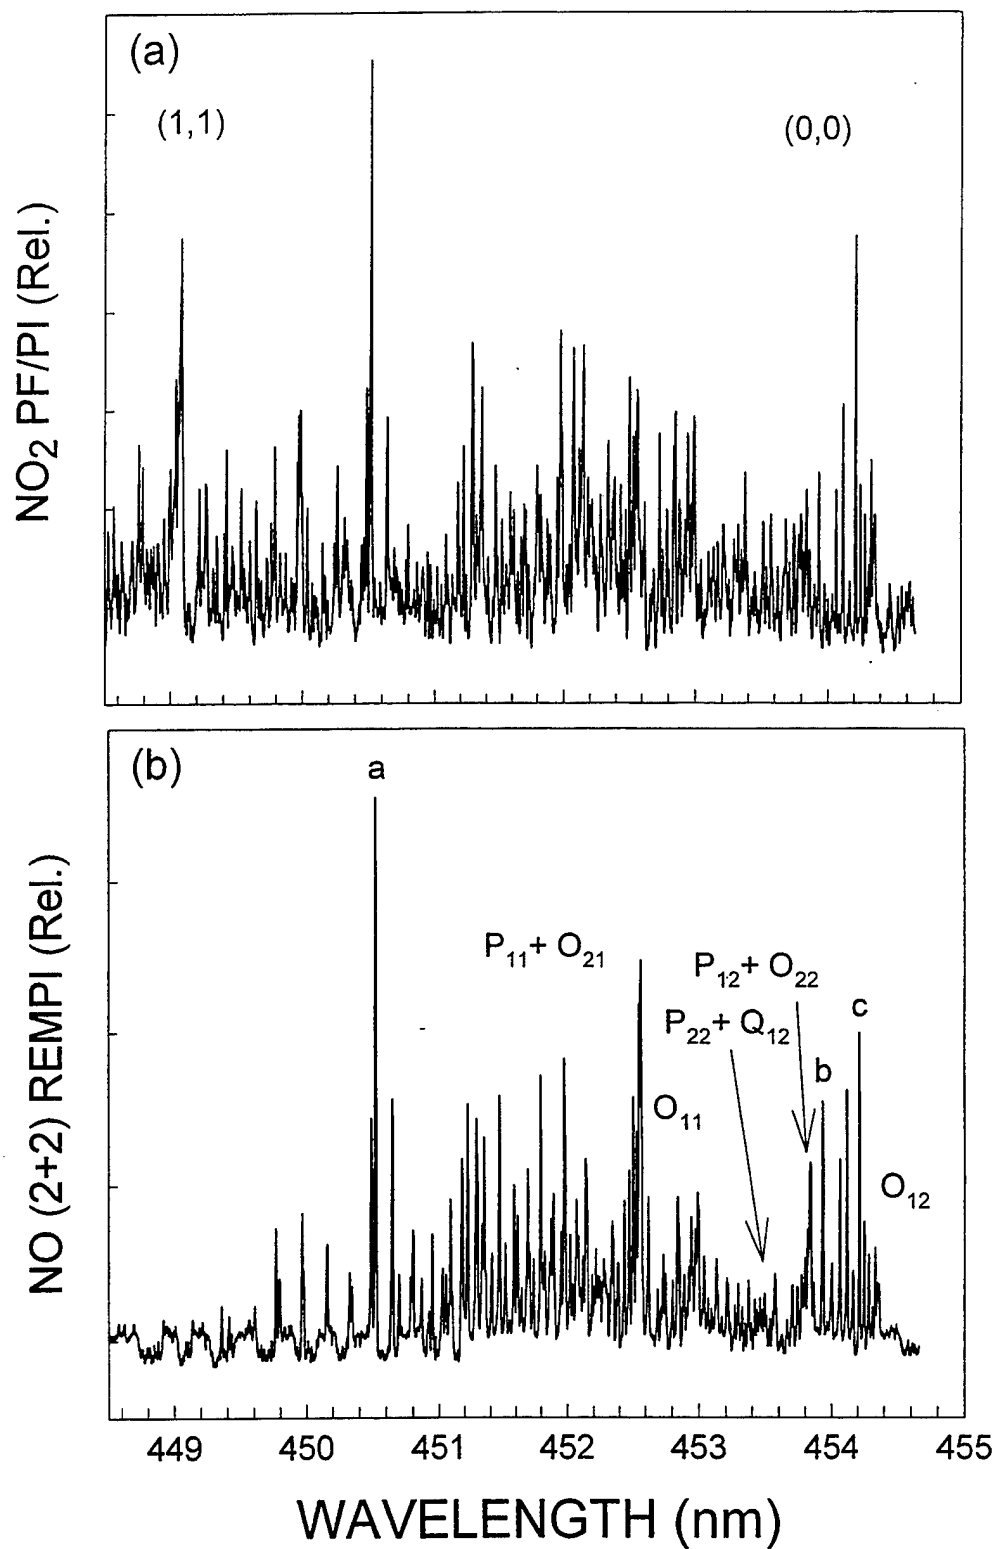 (a)
(1,1)
(0,0)
NO₂ PF/PI (Rel.)
(b)
a
P₁₁+ O₂₁
P₁₂+ O₂₂
P₂₂+ Q₁₂
c
b
O₁₁
O₁₂
NO (2+2) REMPI (Rel.)
449 450 451 452 453 454 455
WAVELENGTH (nm)